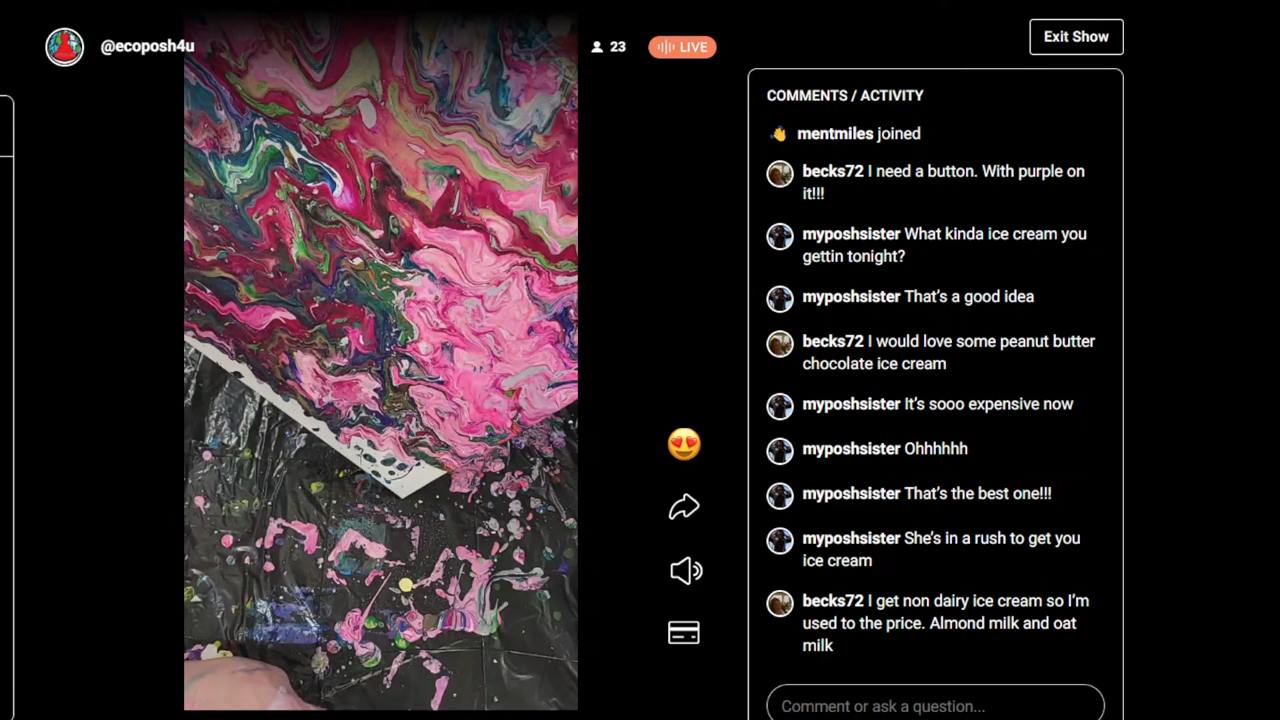 @ecoposh4u
23
LIVE
Exit Show
COMMENTS / ACTIVITY
mentmiles joined
becks72 I need a button. With purple on
it!!!
myposhsister What kinda ice cream you
gettin tonight?
myposhsister That's a good idea
becks72 I would love some peanut butter
chocolate ice cream
myposhsister It's sooo expensive now
myposhsister Ohhhhhh
myposhsister That's the best one!!!
myposhsister She's in a rush to get you
ice cream
becks72 I get non dairy ice cream so I'm
used to the price. Almond milk and oat
milk
Comment or ask a question...